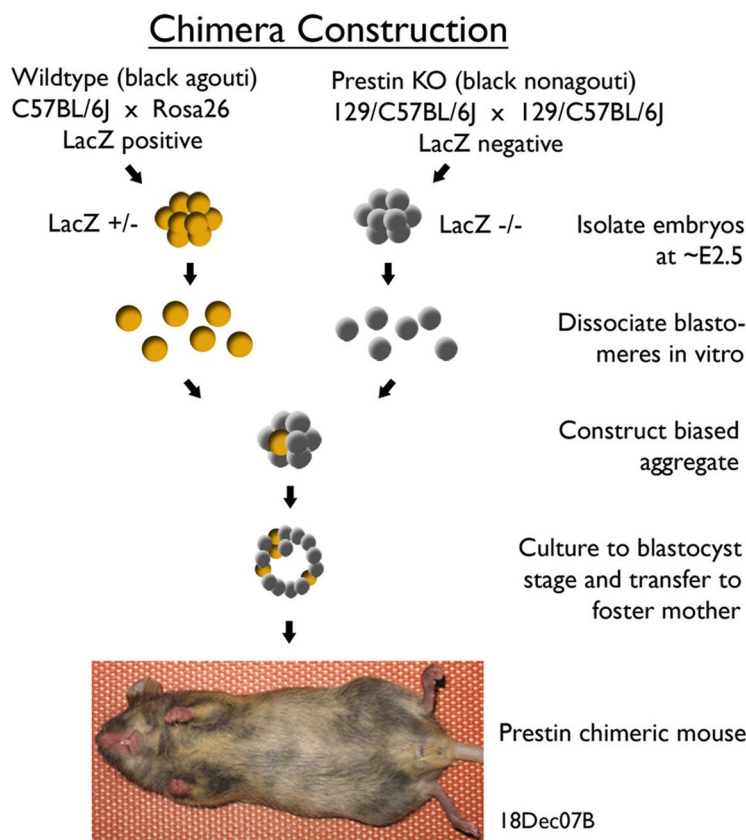 Chimera Construction
Wildtype (black agouti)
C57BL/6J x Rosa26
LacZ positive
Prestin KO (black nonagouti)
129/C57BL/6J x 129/C57BL/6J
LacZ negative
LacZ +/-
LacZ -/-
Isolate embryos
at ~E2.5
Dissociate blasto-
meres in vitro
Construct biased
aggregate
Culture to blastocyst
stage and transfer to
foster mother
Prestin chimeric mouse
18Dec07B